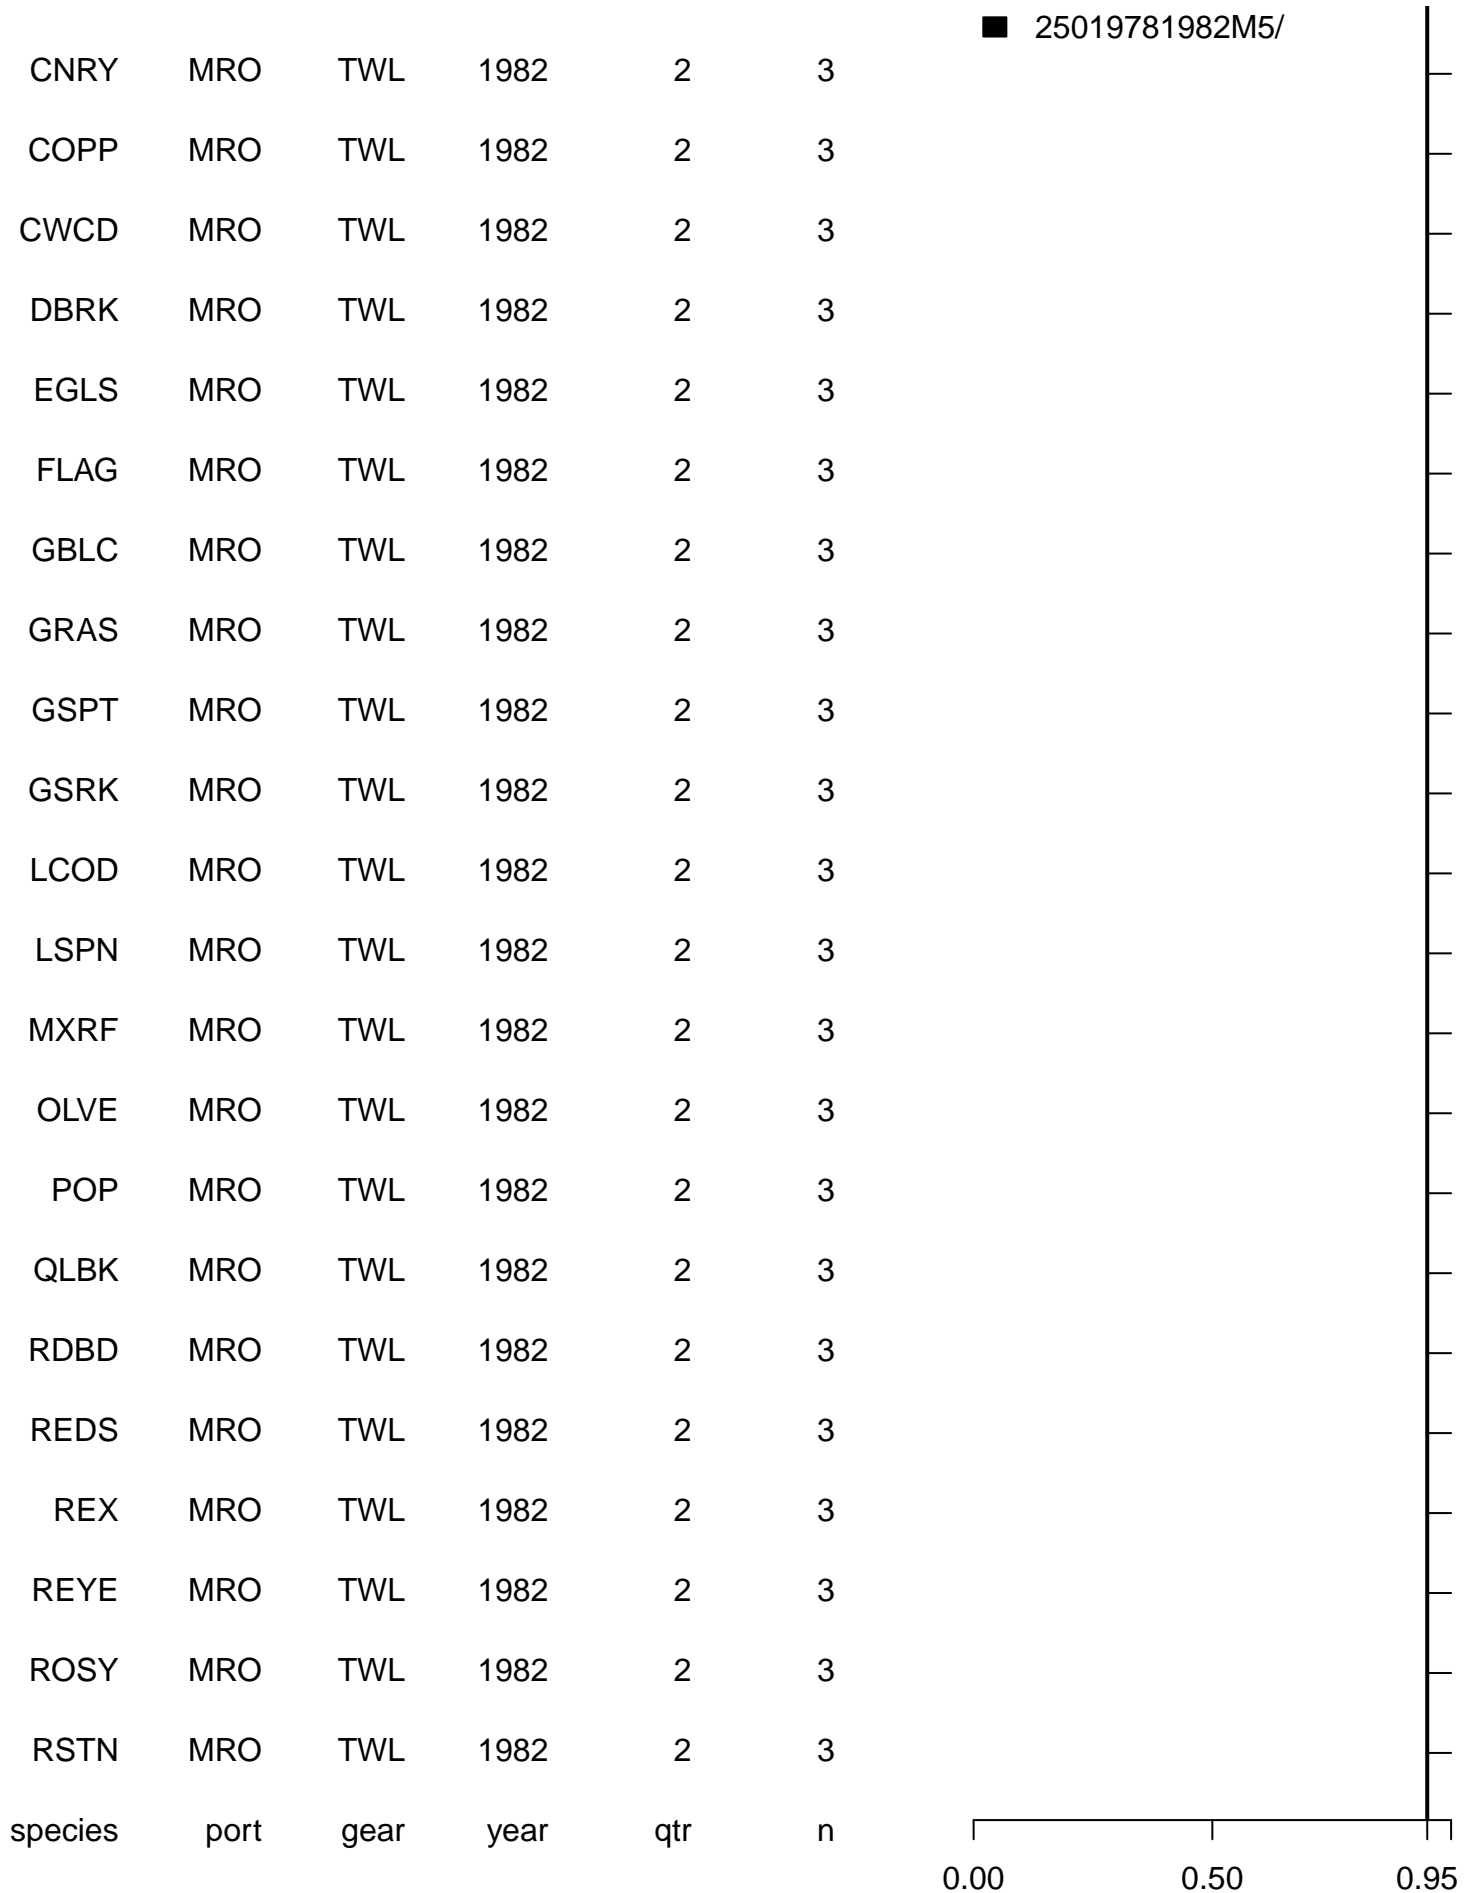 25019781982M5/
CNRY MRO TWL 1982 2 3
COPP MRO TWL 1982 2 3
CWCD MRO TWL 1982 2 3
DBRK MRO TWL 1982 2 3
EGLS MRO TWL 1982 2 3
FLAG MRO TWL 1982 2 3
GBLC MRO TWL 1982 2 3
GRAS MRO TWL 1982 2 3
GSPT MRO TWL 1982 2 3
GSRK MRO TWL 1982 2 3
LCOD MRO TWL 1982 2 3
LSPN MRO TWL 1982 2 3
MXRF MRO TWL 1982 2 3
OLVE MRO TWL 1982 2 3
POP MRO TWL 1982 2 3
QLBK MRO TWL 1982 2 3
RDBD MRO TWL 1982 2 3
REDS MRO TWL 1982 2 3
REX MRO TWL 1982 2 3
REYE MRO TWL 1982 2 3
ROSY MRO TWL 1982 2 3
RSTN MRO TWL 1982 2 3
species port gear year qtr n
0.00 0.50 0.95